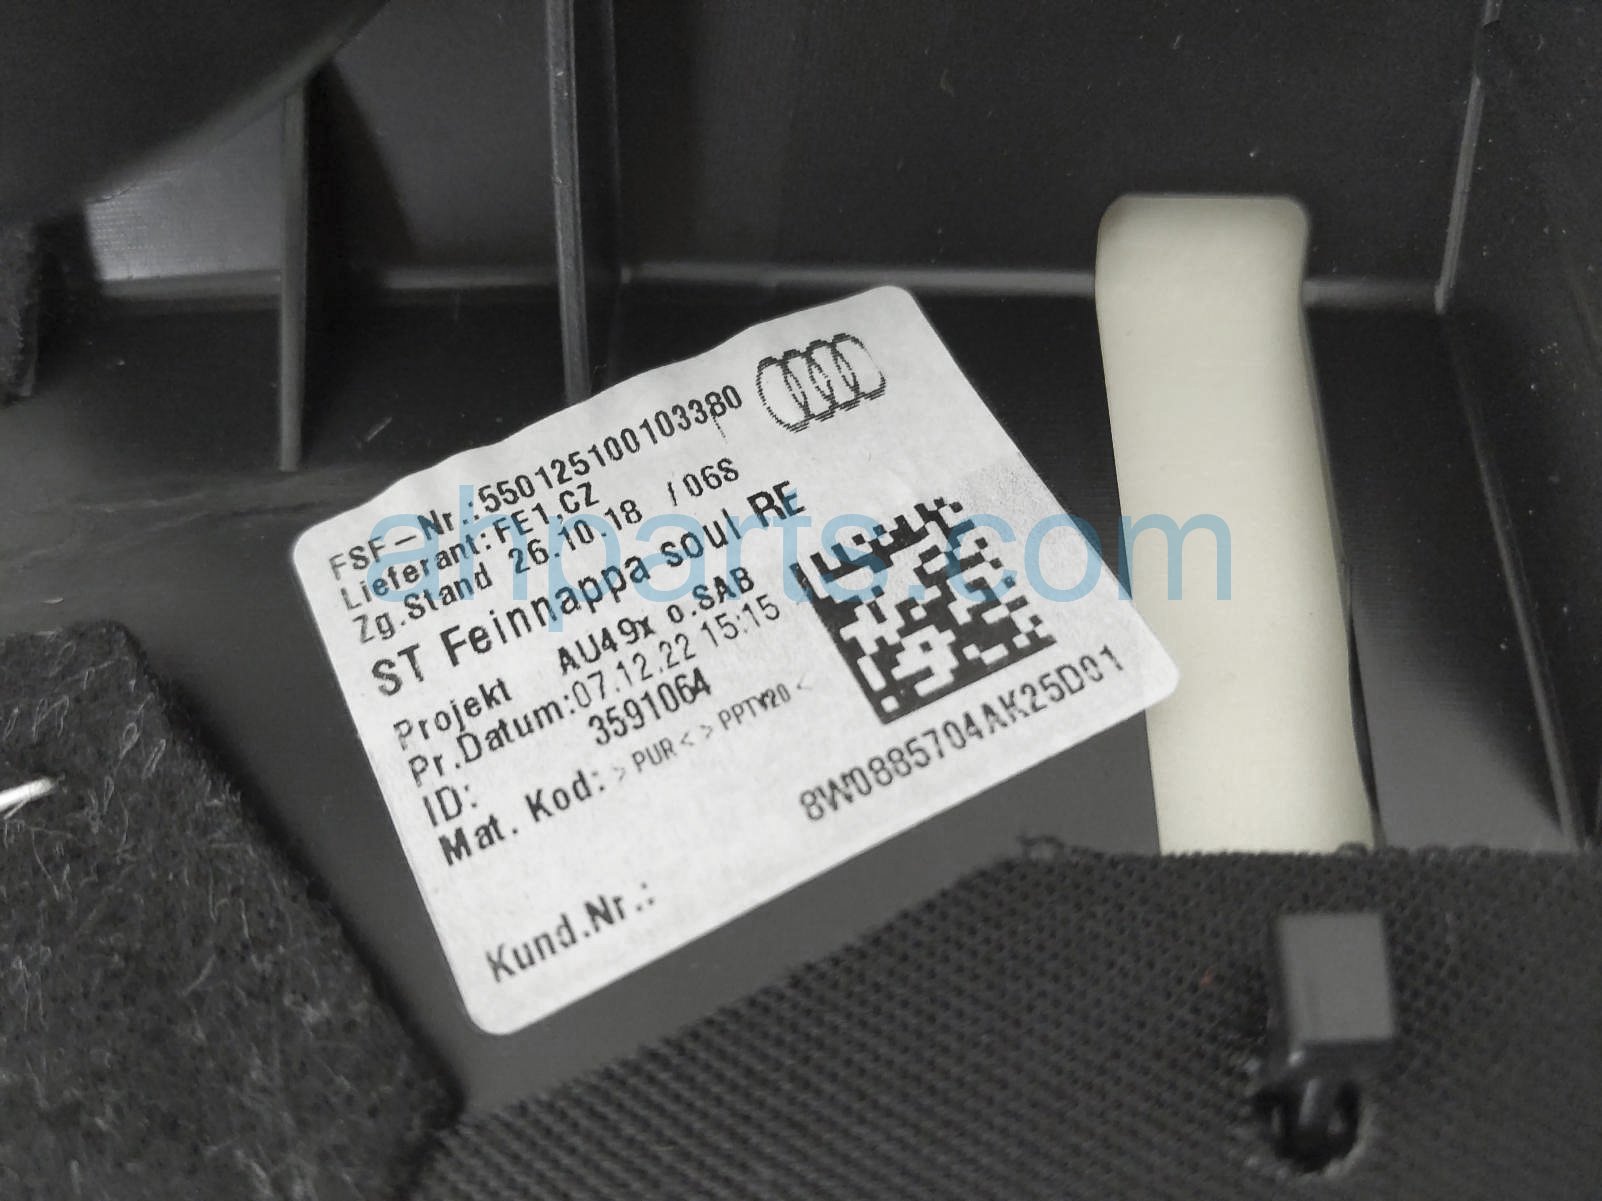 FSF-Nr.:550125100103380
Lieferant:FE1,CZ
Zg.Stand 26.10.18 /06S
ST Feinnappa soul RE
Projekt AU49x o.SAB
Pr.Datum:07.12.22 15:15
ID: 3591064
Mat. Kod: >PUR< >PPTV20<
8W0885704AK25D01
Kund.Nr.:
ahparts.com